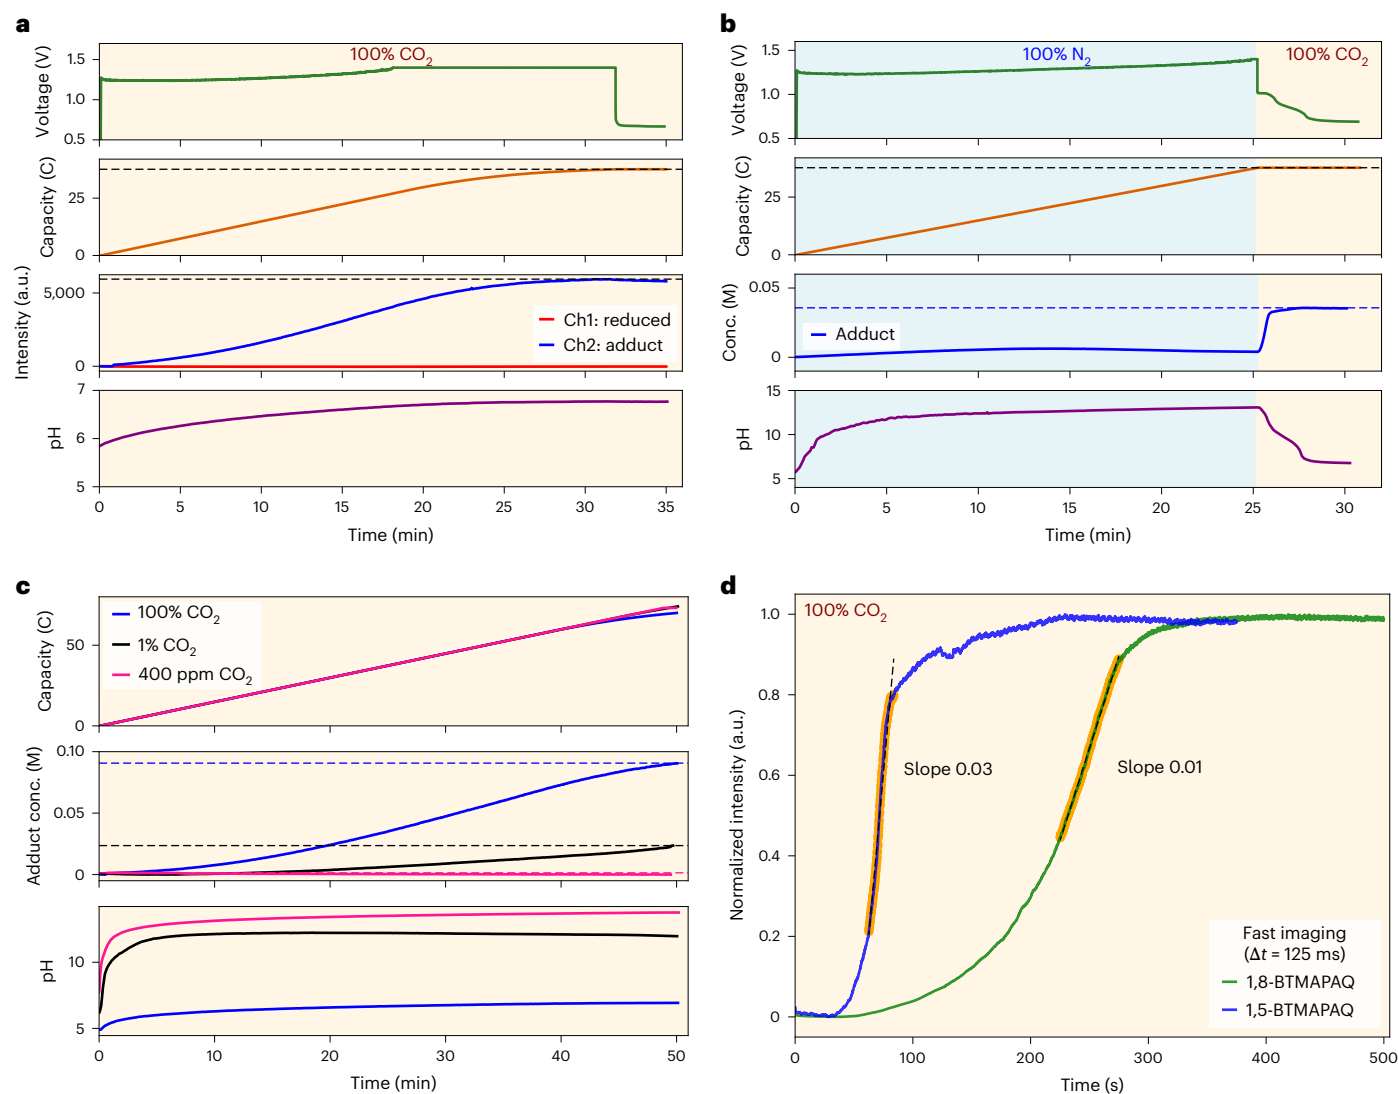 a
100% CO2
Voltage (V)
1.5
1.0
0.5
Capacity (C)
25
0
Intensity (a.u.)
5,000
0
Ch1: reduced
Ch2: adduct
pH
7
6
5
0 5 10 15 20 25 30 35
Time (min)
b
100% N2
100% CO2
Voltage (V)
1.5
1.0
0.5
Capacity (C)
25
0
Conc. (M)
0.05
0
Adduct
pH
15
10
5
0 5 10 15 20 25 30
Time (min)
c
100% CO2
1% CO2
400 ppm CO2
Capacity (C)
50
0
Adduct conc. (M)
0.10
0.05
0
pH
10
5
0 10 20 30 40 50
Time (min)
d
100% CO2
Normalized intensity (a.u.)
1.0
0.8
0.6
0.4
0.2
0
Slope 0.03
Slope 0.01
Fast imaging
(Δt = 125 ms)
1,8-BTMAPAQ
1,5-BTMAPAQ
0 100 200 300 400 500
Time (s)